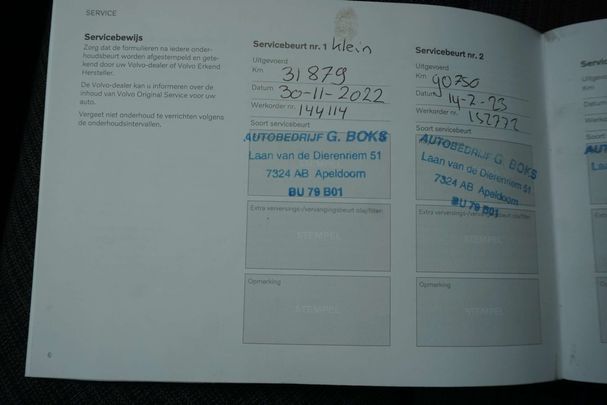 SERVICE
Servicebewijs
Zorg dat de formulieren na iedere onder-
houdsbeurt worden afgestempeld en gete-
kend door uw Volvo-dealer of Volvo Erkend
Hersteller.
De Volvo-dealer kan u informeren over de
inhoud van Volvo Original Service voor uw
auto.
Vergeet niet onderhoud te verrichten volgens
de onderhoudsintervallen.
6
Servicebeurt nr. 1 klein
Uitgevoerd
Km 31879
Datum 30-11-2022
Werkorder nr. 144114
Soort servicebeurt
AUTOBEDRIJF G. BOKS
Laan van de Dierenriem 51
7324 AB Apeldoorn
BU 79 B01
Extra verversings-/vervangingsbeurt olie/filter
STEMPEL
Opmerking
STEMPEL
Servicebeurt nr. 2
Uitgevoerd
Km 90750
Datum 14-2-23
Werkorder nr. 152772
Soort servicebeurt
AUTOBEDRIJF G. BOKS
Laan van de Dierenriem 51
7324 AB Apeldoorn
BU 79 B01
Extra verversings-/vervangingsbeurt olie/filter
STEMPEL
Opmerking
STEMPEL
Uitgevoerd
Km